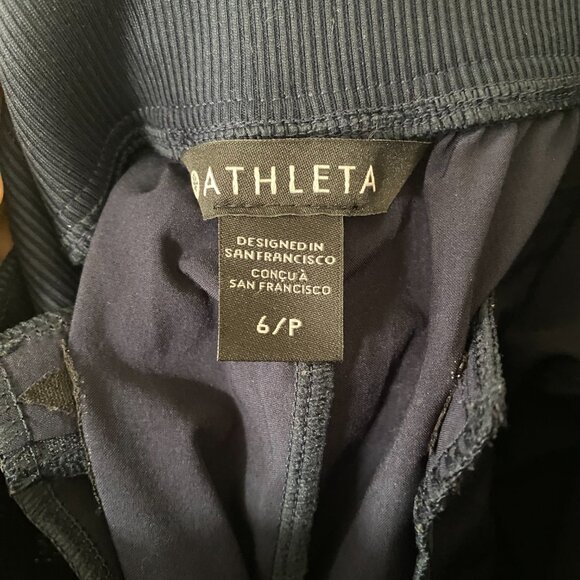 ATHLETA
DESIGNED IN
SAN FRANCISCO
CONÇU À
SAN FRANCISCO
6/P